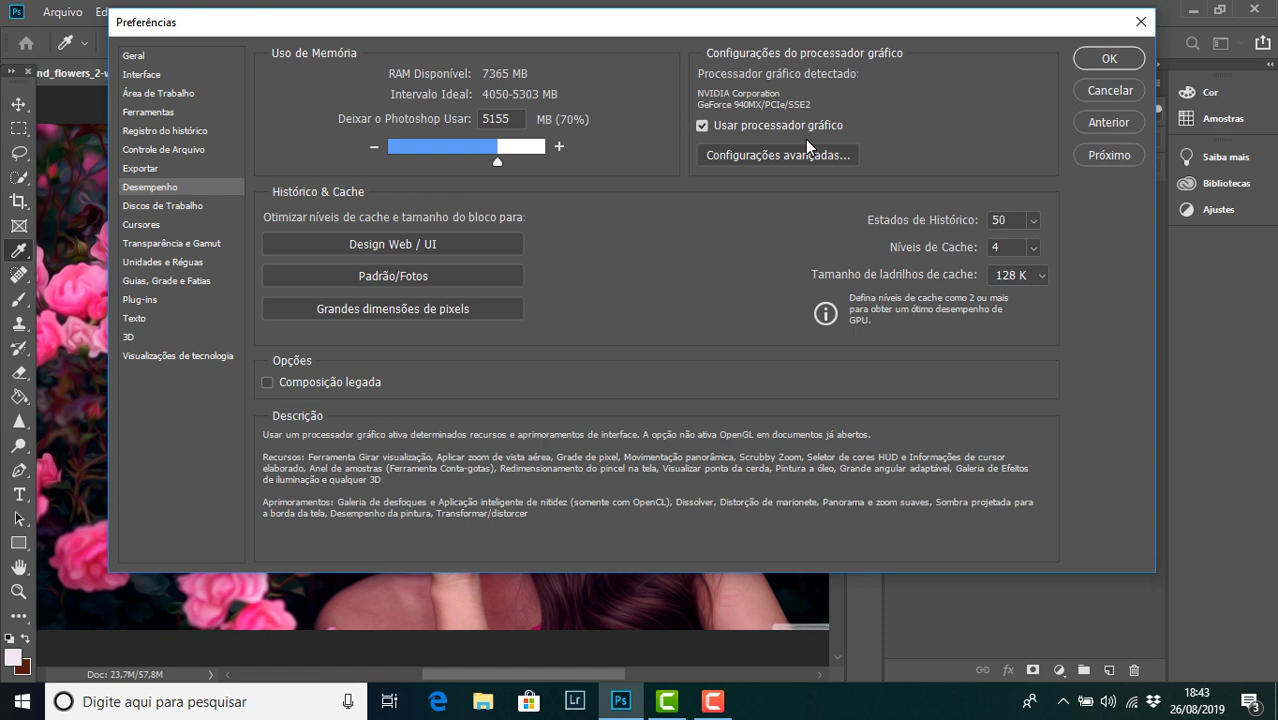 Ps
Arquivo
Ed
nd_flowers_2-w
Preferências
Geral
Interface
Área de Trabalho
Ferramentas
Registro do histórico
Controle de Arquivo
Exportar
Desempenho
Discos de Trabalho
Cursores
Transparência e Gamut
Unidades e Réguas
Guias, Grade e Fatias
Plug-ins
Texto
3D
Visualizações de tecnologia
Uso de Memória
RAM Disponível: 7365 MB
Intervalo Ideal: 4050-5303 MB
Deixar o Photoshop Usar: 5155 MB (70%)
Configurações do processador gráfico
Processador gráfico detectado:
NVIDIA Corporation
GeForce 940MX/PCIe/SSE2
Usar processador gráfico
Configurações avançadas...
OK
Cancelar
Anterior
Próximo
Histórico & Cache
Otimizar níveis de cache e tamanho do bloco para:
Design Web / UI
Padrão/Fotos
Grandes dimensões de pixels
Estados de Histórico: 50
Níveis de Cache: 4
Tamanho de ladrilhos de cache: 128 K
Defina níveis de cache como 2 ou mais
para obter um ótimo desempenho de
GPU.
Opções
Composição legada
Descrição
Usar um processador gráfico ativa determinados recursos e aprimoramentos de interface. A opção não ativa OpenGL em documentos já abertos.
Recursos: Ferramenta Girar visualização, Aplicar zoom de vista aérea, Grade de pixel, Movimentação panorâmica, Scrubby Zoom, Seletor de cores HUD e Informações de cursor
elaborado, Anel de amostras (Ferramenta Conta-gotas), Redimensionamento do pincel na tela, Visualizar ponta da cerda, Pintura a óleo, Grande angular adaptável, Galeria de Efeitos
de iluminação e qualquer 3D
Aprimoramentos: Galeria de desfoques e Aplicação inteligente de nitidez (somente com OpenCL), Dissolver, Distorção de marionete, Panorama e zoom suaves, Sombra projetada para
a borda da tela, Desempenho da pintura, Transformar/distorcer
Cor
Amostras
Saiba mais
Bibliotecas
Ajustes
Doc: 23,7M/57,8M
fx
Digite aqui para pesquisar
Lr
Ps
18:43
26/08/2019
3